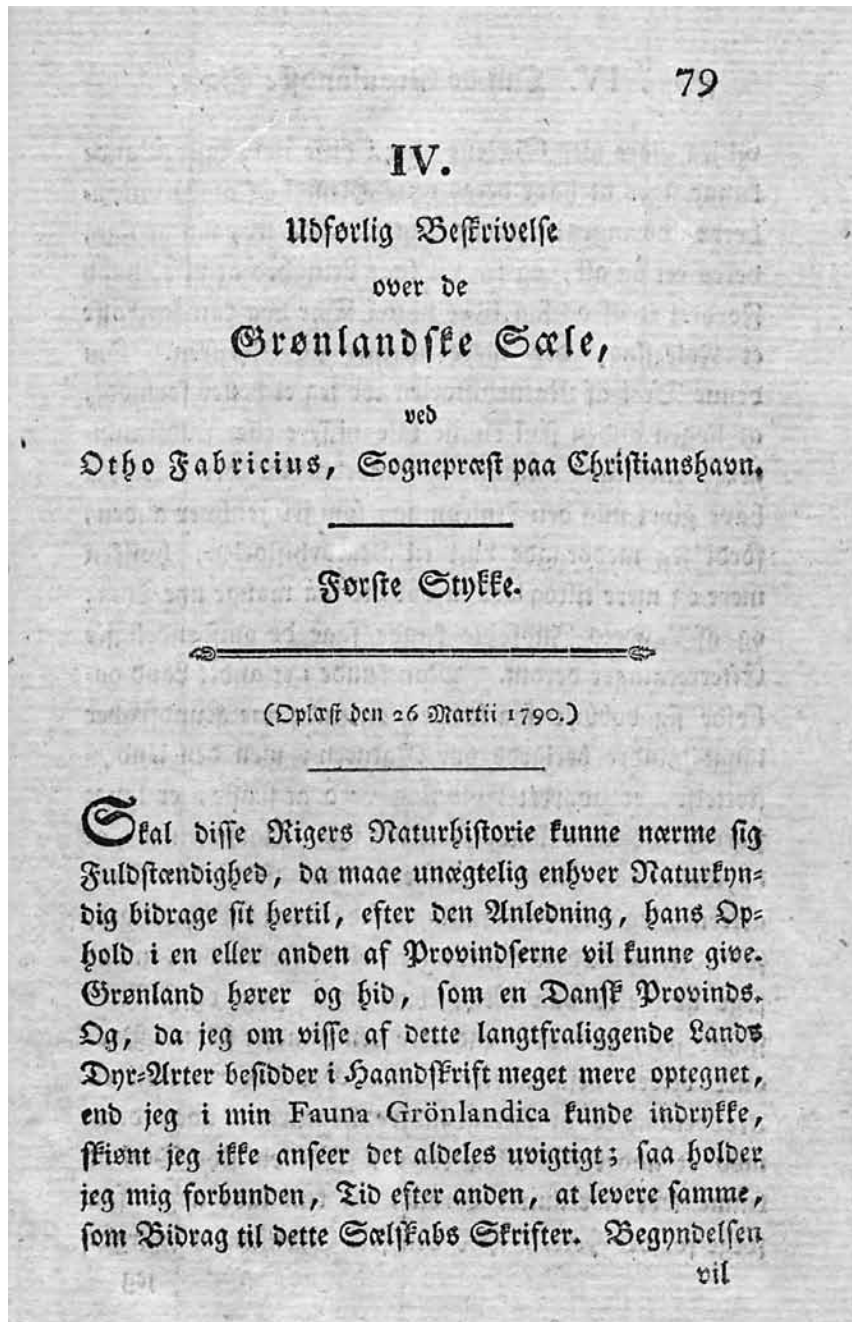 79
IV.
Udførlig Beskrivelse
over de
Grønlandske Sæle,
ved
Otho Fabricius, Sognepræst paa Christianshavn.
Første Stykke.
(Oplæst den 26 Martii 1790.)
Skal disse Rigers Naturhistorie kunne nærme sig
Fuldstændighed, da maae unægtelig enhver Naturkyn-
dig bidrage sit hertil, efter den Anledning, hans Op-
hold i en eller anden af Provindserne vil kunne give.
Grønland hører og hid, som en Dansk Provinds.
Og, da jeg om visse af dette langtfraliggende Lands
Dyr-Arter besidder i Haandskrift meget mere optegnet,
end jeg i min Fauna Grönlandica kunde indrykke,
skiønt jeg ikke anseer det aldeles uvigtigt; saa holder
jeg mig forbunden, Tid efter anden, at levere samme,
som Bidrag til dette Sælskabs Skrifter. Begyndelsen
vil